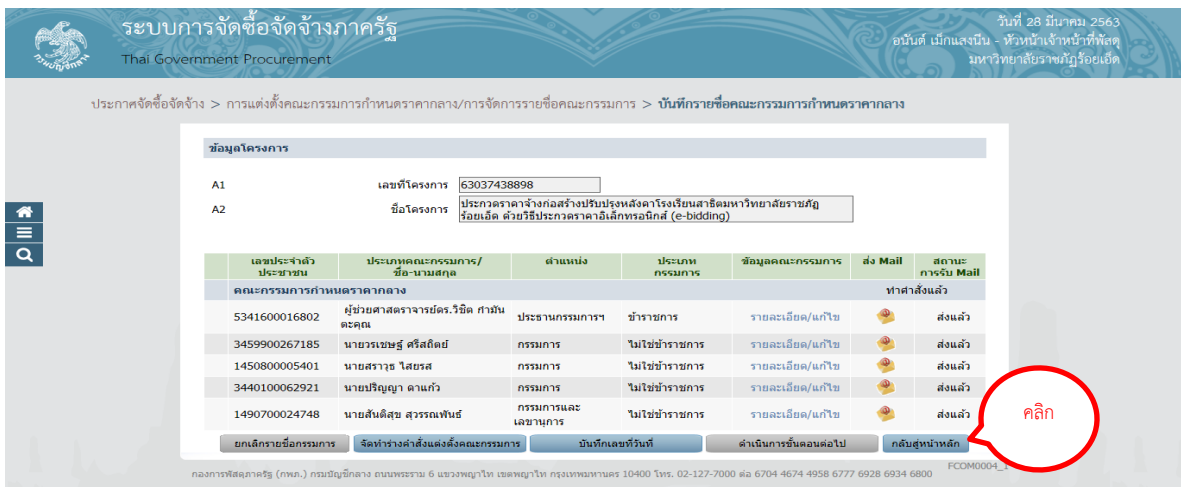 ระบบการจัดซื้อจัดจ้างภาครัฐ
Thai Government Procurement
วันที่ 28 มีนาคม 2563
อนันต์ เม็กแสงนีน - หัวหน้าเจ้าหน้าที่พัสดุ
มหาวิทยาลัยราชภัฏร้อยเอ็ด
ประกาศจัดซื้อจัดจ้าง > การแต่งตั้งคณะกรรมการกำหนดราคากลาง/การจัดการรายชื่อคณะกรรมการ > บันทึกรายชื่อคณะกรรมการกำหนดราคากลาง
ข้อมูลโครงการ
A1 เลขที่โครงการ 63037438898
A2 ชื่อโครงการ ประกวดราคาจ้างก่อสร้างปรับปรุงหลังคาโรงเรียนสาธิตมหาวิทยาลัยราชภัฏ
ร้อยเอ็ด ด้วยวิธีประกวดราคาอิเล็กทรอนิกส์ (e-bidding)
เลขประจำตัว ประเภทคณะกรรมการ/ ตำแหน่ง ประเภท ข้อมูลคณะกรรมการ ส่ง Mail สถานะ
ประชาชน ชื่อ-นามสกุล กรรมการ การรับ Mail
คณะกรรมการกำหนดราคากลาง ทำคำสั่งแล้ว
5341600016802 ผู้ช่วยศาสตราจารย์ดร.วิชิต กำมัน ประธานกรรมการฯ ข้าราชการ รายละเอียด/แก้ไข ส่งแล้ว
ตะคุณ
3459900267185 นายวรเชษฐ์ ศรีสถิตย์ กรรมการ ไม่ใช่ข้าราชการ รายละเอียด/แก้ไข ส่งแล้ว
1450800005401 นายสราวุธ ไสยรส กรรมการ ไม่ใช่ข้าราชการ รายละเอียด/แก้ไข ส่งแล้ว
3440100062921 นายปริญญา ดาแก้ว กรรมการ ไม่ใช่ข้าราชการ รายละเอียด/แก้ไข ส่งแล้ว
1490700024748 นายสันติสุข สุวรรณพันธ์ กรรมการและ ไม่ใช่ข้าราชการ รายละเอียด/แก้ไข ส่งแล้ว
เลขานุการ
คลิก
ยกเลิกรายชื่อกรรมการ จัดทำร่างคำสั่งแต่งตั้งคณะกรรมการ บันทึกเลขที่วันที่ ดำเนินการขั้นตอนต่อไป กลับสู่หน้าหลัก
FCOM0004_1
กองการพัสดุภาครัฐ (กพภ.) กรมบัญชีกลาง ถนนพระราม 6 แขวงพญาไท เขตพญาไท กรุงเทพมหานคร 10400 โทร. 02-127-7000 ต่อ 6704 4674 4958 6777 6928 6934 6800